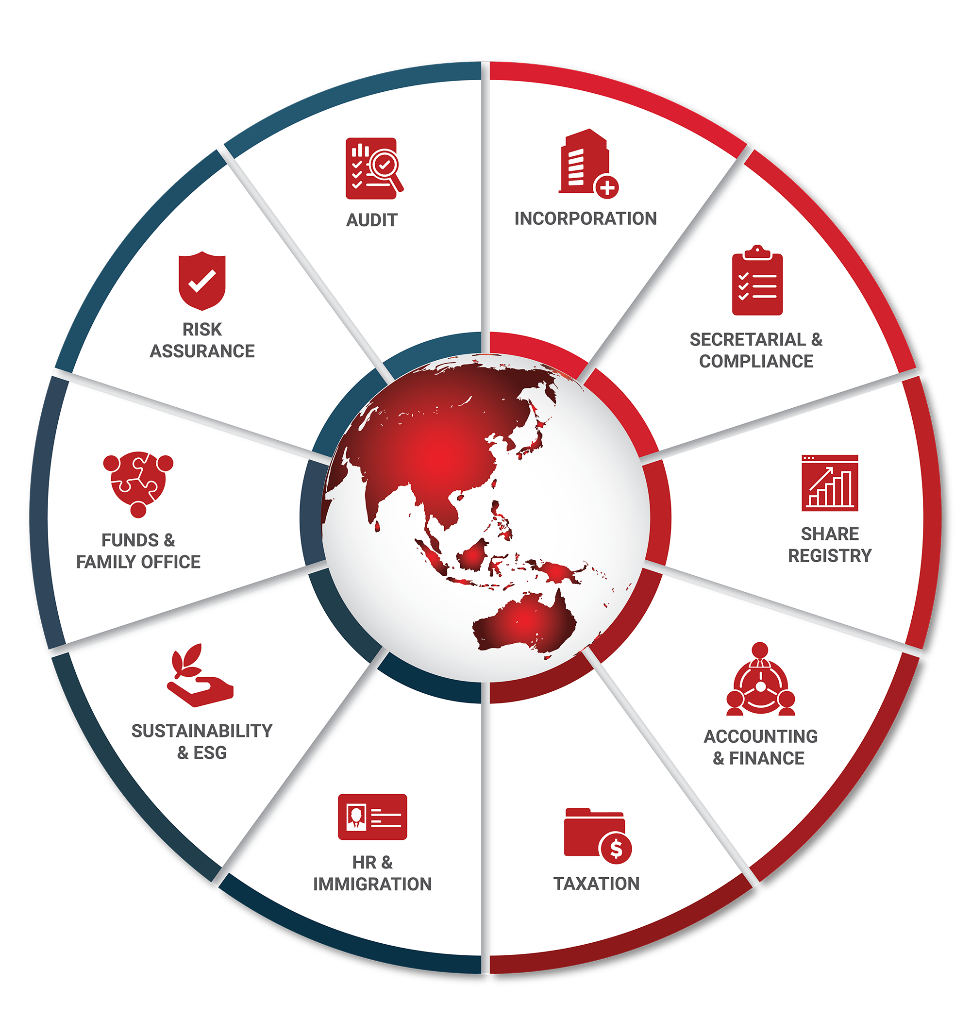 AUDIT
INCORPORATION
SECRETARIAL &
COMPLIANCE
SHARE
REGISTRY
ACCOUNTING
& FINANCE
TAXATION
HR &
IMMIGRATION
SUSTAINABILITY
& ESG
FUNDS &
FAMILY OFFICE
RISK
ASSURANCE